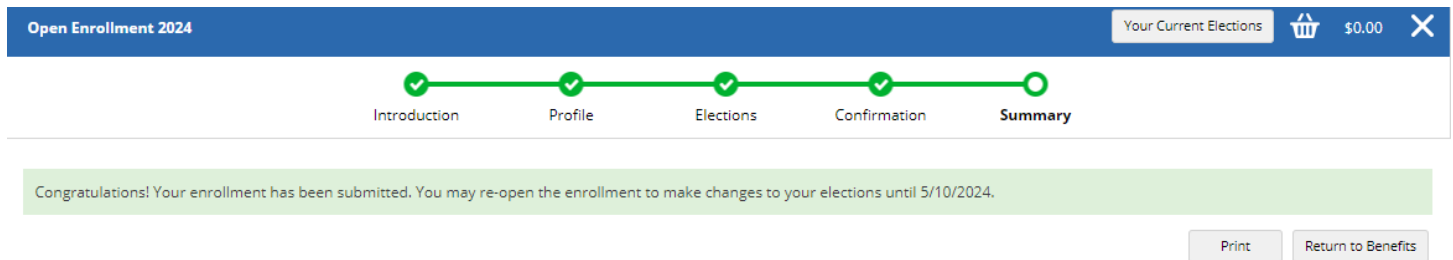 Open Enrollment 2024
Your Current Elections
$0.00
Introduction
Profile
Elections
Confirmation
Summary
Congratulations! Your enrollment has been submitted. You may re-open the enrollment to make changes to your elections until 5/10/2024.
Print
Return to Benefits